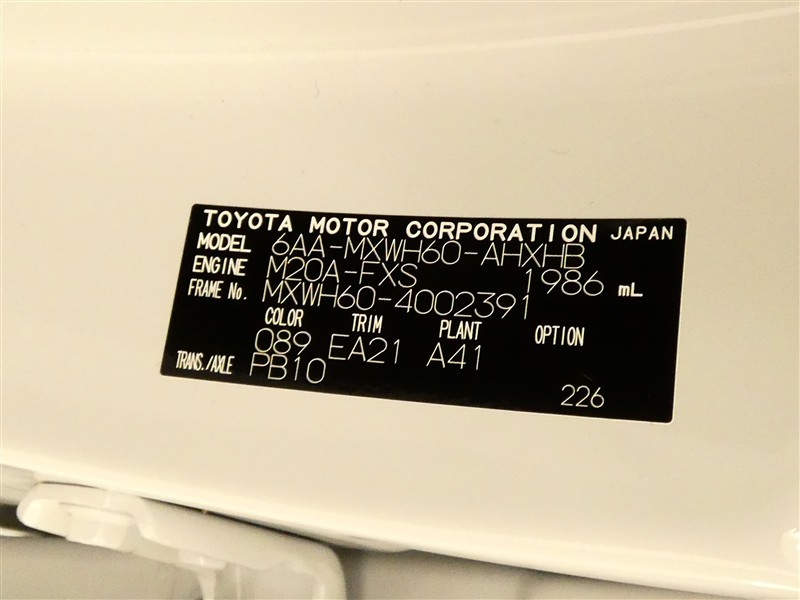 TOYOTA MOTOR CORPORATION JAPAN
MODEL 6AA-MXWH60-AHXHB
ENGINE M20A-FXS 1986 mL
FRAME No. MXWH60-4002391
COLOR TRIM PLANT OPTION
089 EA21 A41
TRANS./AXLE PB10
226